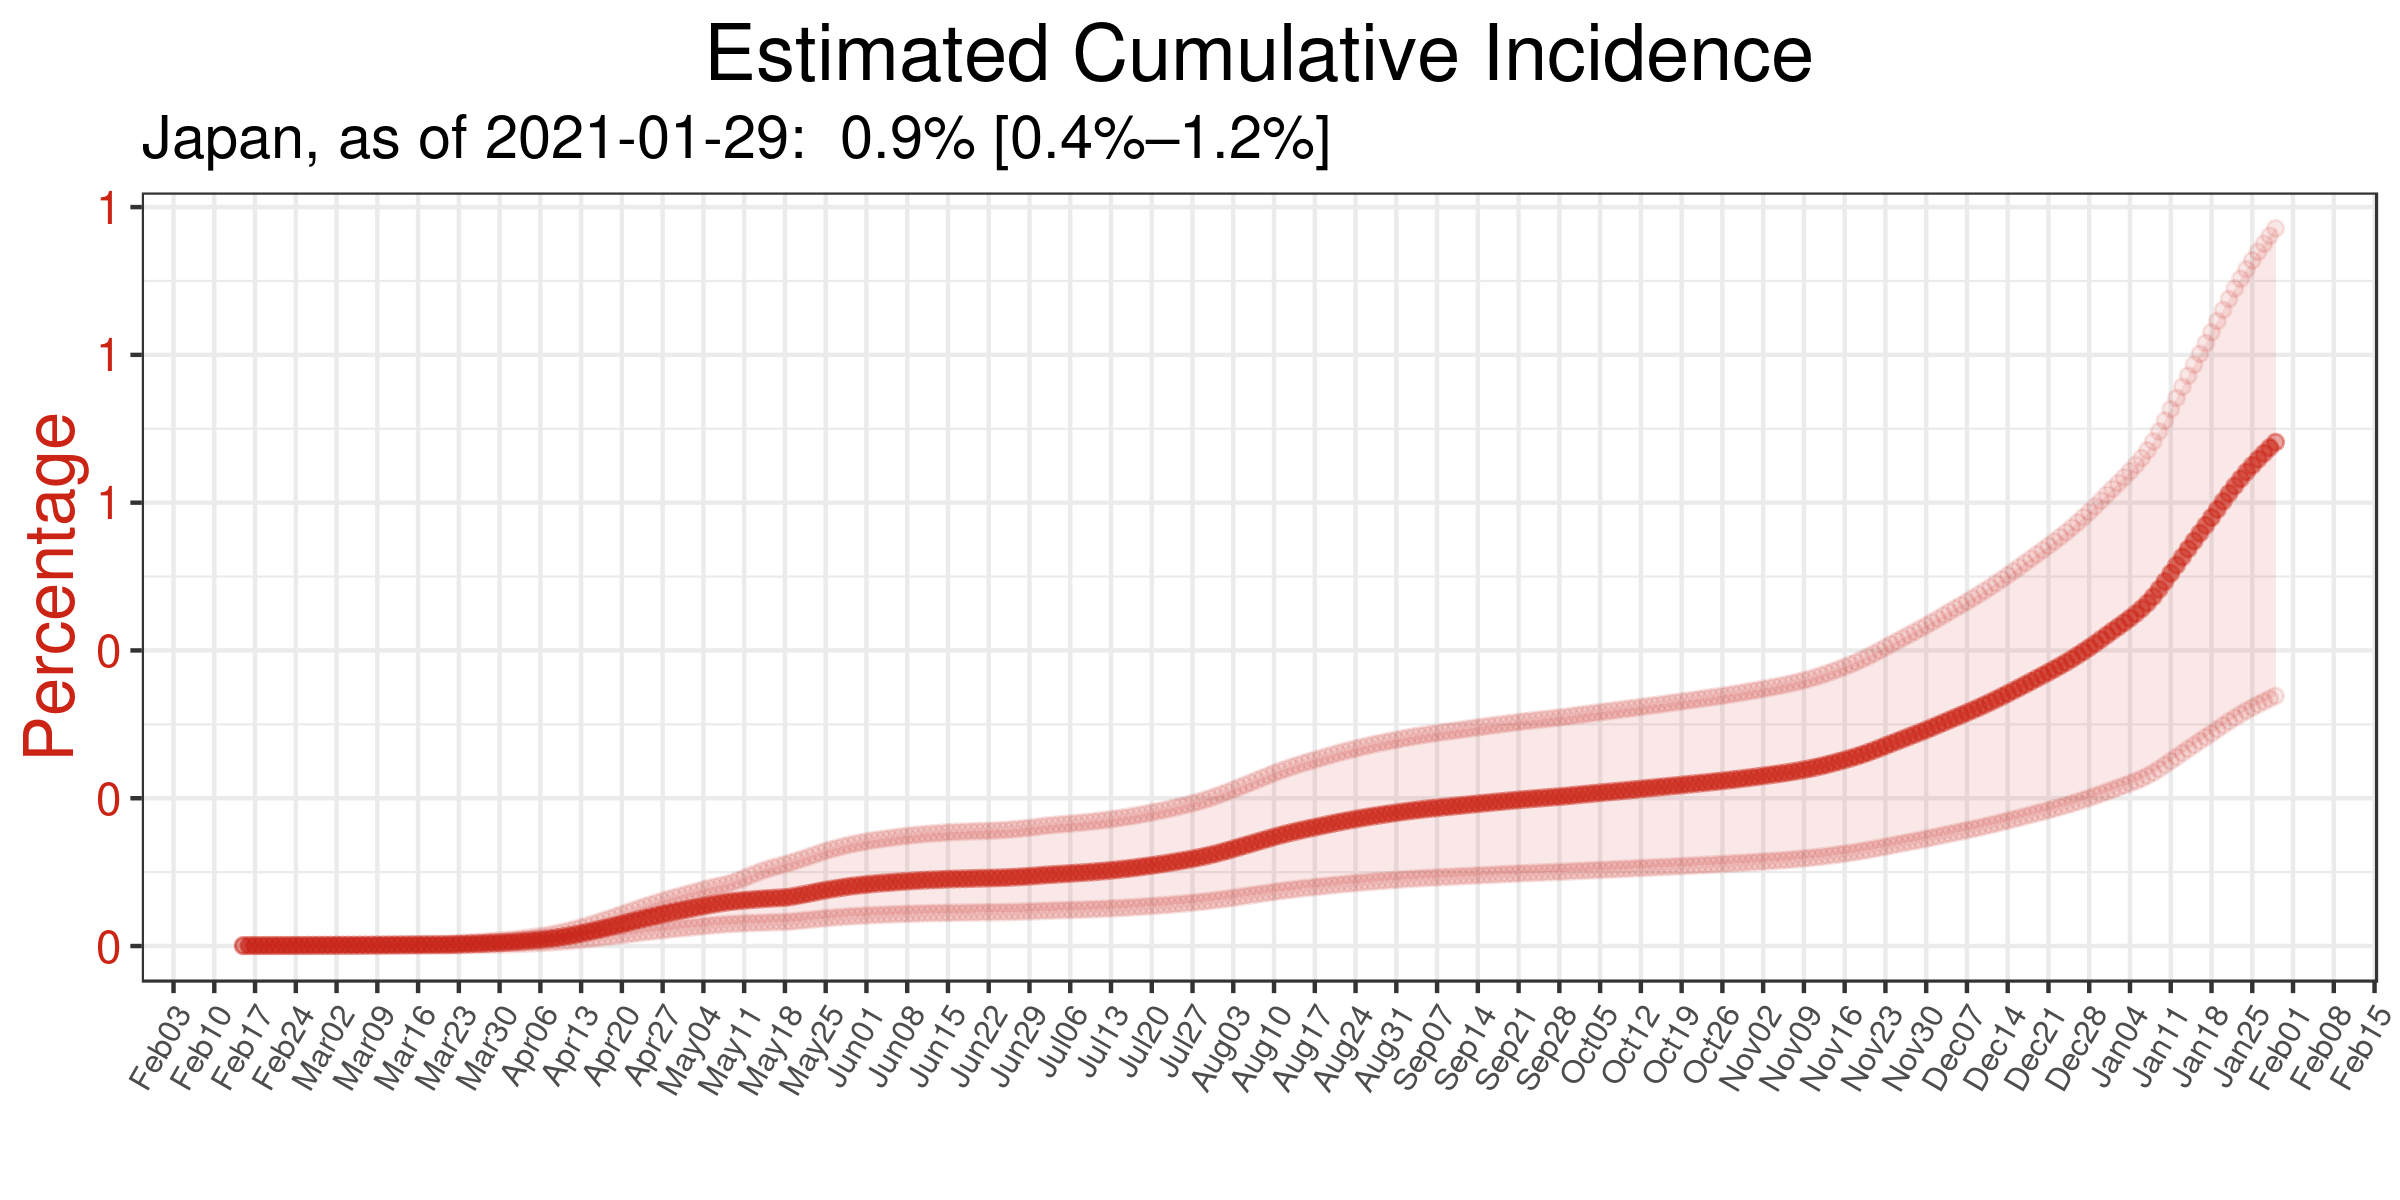 Estimated Cumulative Incidence
Japan, as of 2021-01-29:  0.9% [0.4%–1.2%]
Percentage
1
1
1
0
0
0
Feb03
Feb10
Feb17
Feb24
Mar02
Mar09
Mar16
Mar23
Mar30
Apr06
Apr13
Apr20
Apr27
May04
May11
May18
May25
Jun01
Jun08
Jun15
Jun22
Jun29
Jul06
Jul13
Jul20
Jul27
Aug03
Aug10
Aug17
Aug24
Aug31
Sep07
Sep14
Sep21
Sep28
Oct05
Oct12
Oct19
Oct26
Nov02
Nov09
Nov16
Nov23
Nov30
Dec07
Dec14
Dec21
Dec28
Jan04
Jan11
Jan18
Jan25
Feb01
Feb08
Feb15